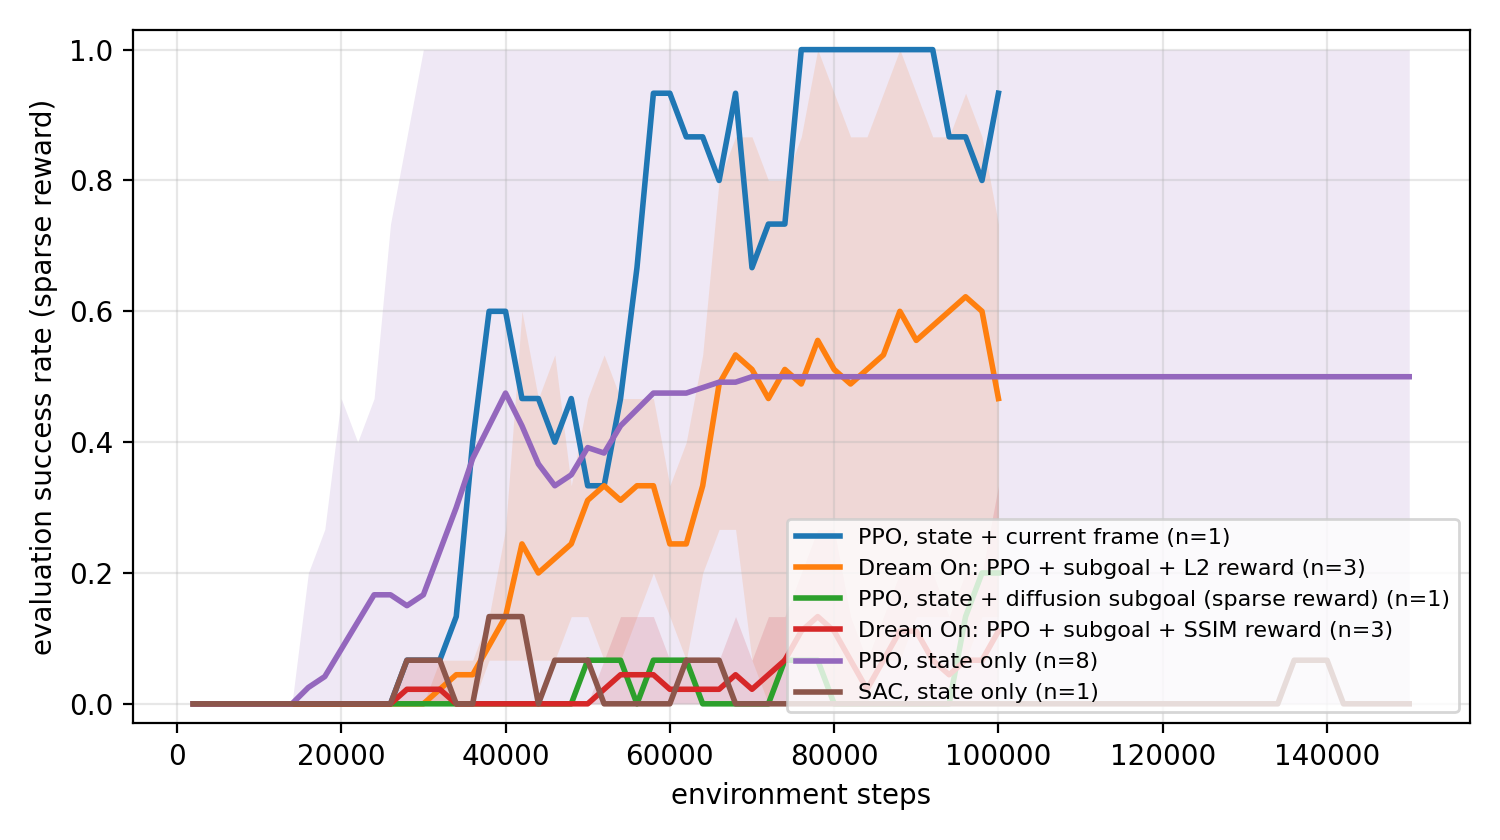 evaluation success rate (sparse reward)
1.0
0.8
0.6
0.4
0.2
0.0
PPO, state + current frame (n=1)
Dream On: PPO + subgoal + L2 reward (n=3)
PPO, state + diffusion subgoal (sparse reward) (n=1)
Dream On: PPO + subgoal + SSIM reward (n=3)
PPO, state only (n=8)
SAC, state only (n=1)
0 20000 40000 60000 80000 100000 120000 140000
environment steps